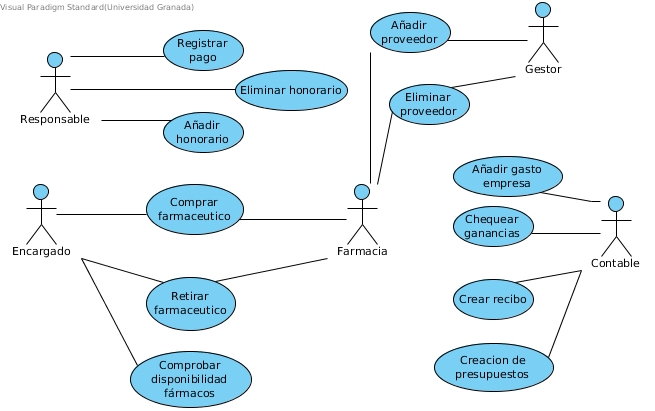 Visual Paradigm Standard(Universidad Granada)
Registrar
pago
Añadir
proveedor
Gestor
Eliminar honorario
Eliminar
proveedor
Responsable
Añadir
honorario
Añadir gasto
empresa
Comprar
farmaceutico
Chequear
ganancias
Encargado
Farmacia
Contable
Retirar
farmaceutico
Crear recibo
Comprobar
disponibilidad
fármacos
Creacion de
presupuestos